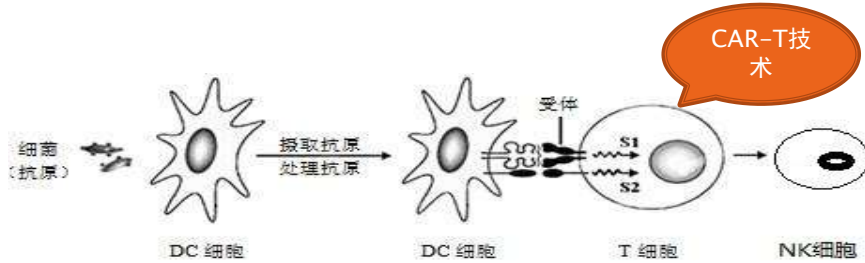 CAR-T技
术
受体
细菌
（抗原）
摄取抗原
处理抗原
S1
S2
DC 细胞
DC 细胞
T 细胞
NK细胞